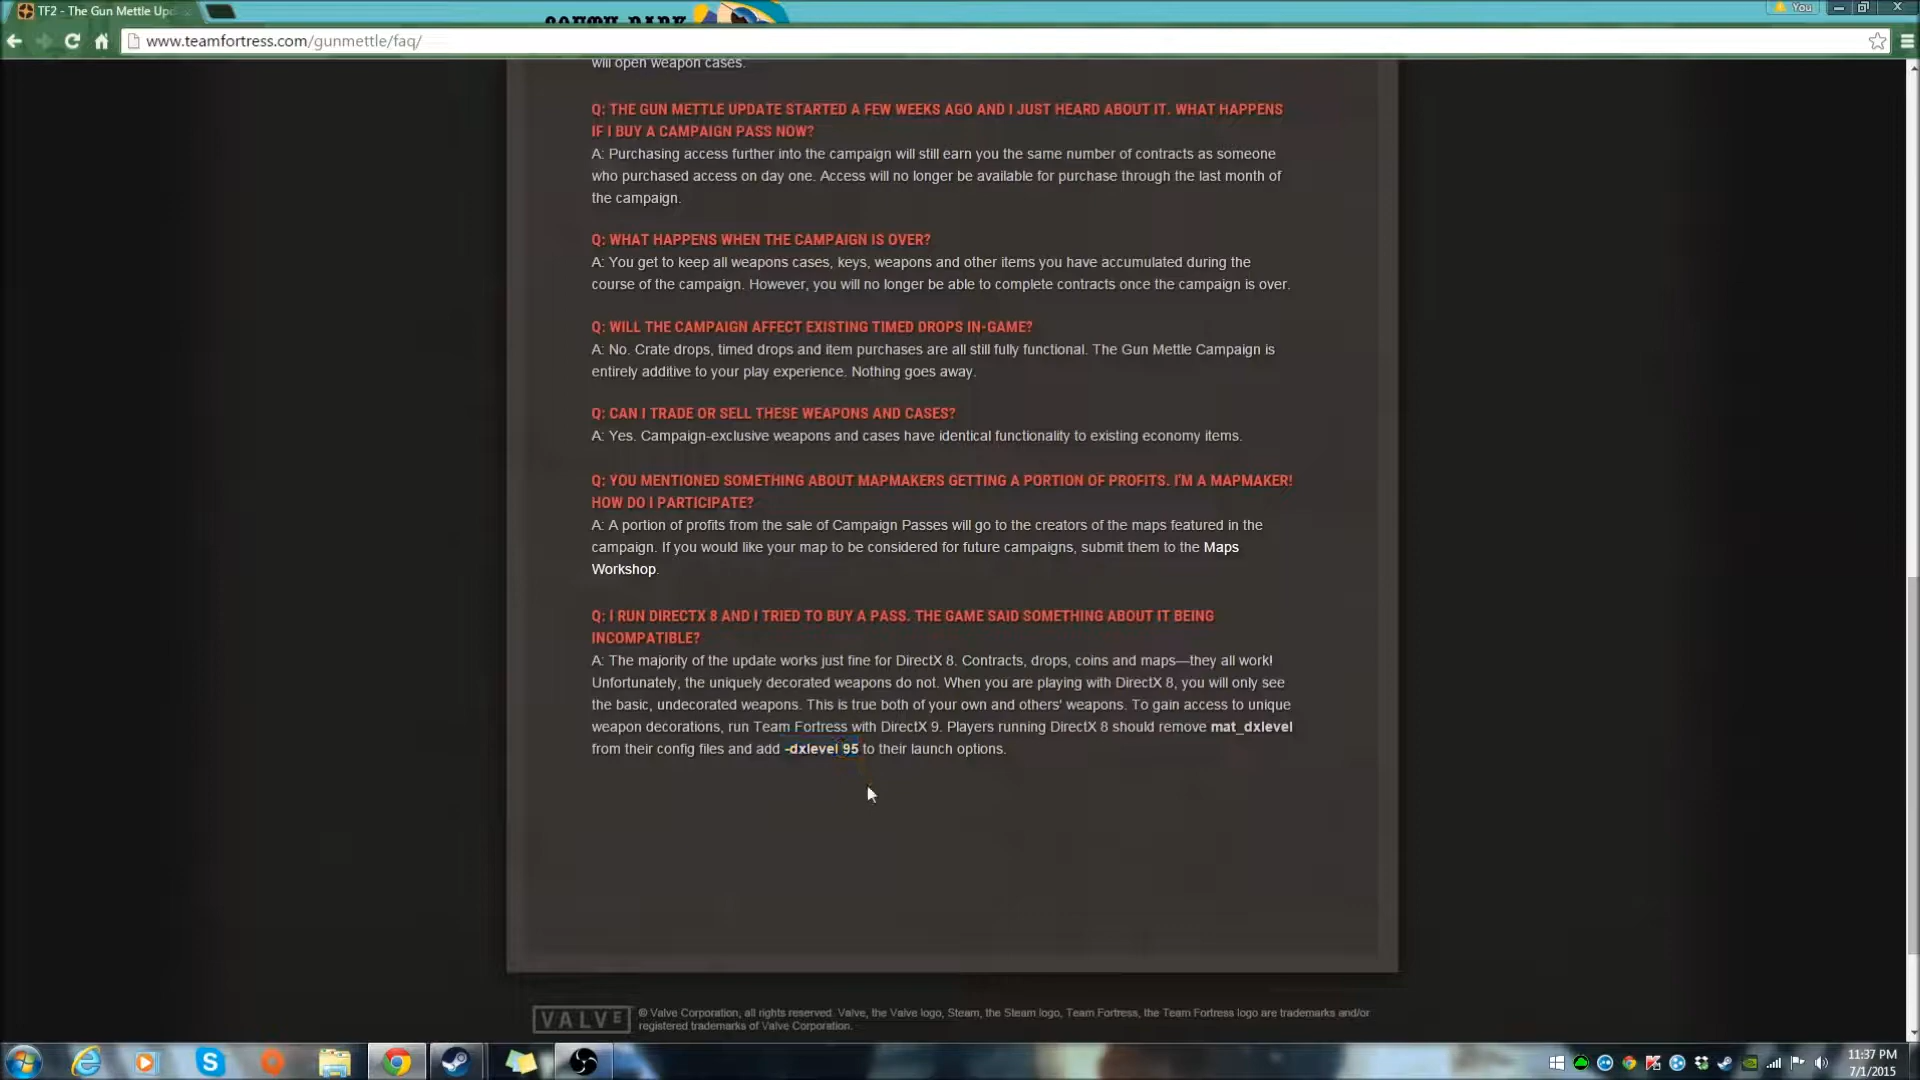 TF2 - The Gun Mettle Up
You
www.teamfortress.com/gunmettle/faq/
will open weapon cases.
Q: THE GUN METTLE UPDATE STARTED A FEW WEEKS AGO AND I JUST HEARD ABOUT IT. WHAT HAPPENS
IF I BUY A CAMPAIGN PASS NOW?
A: Purchasing access further into the campaign will still earn you the same number of contracts as someone
who purchased access on day one. Access will no longer be available for purchase through the last month of
the campaign.
Q: WHAT HAPPENS WHEN THE CAMPAIGN IS OVER?
A: You get to keep all weapons cases, keys, weapons and other items you have accumulated during the
course of the campaign. However, you will no longer be able to complete contracts once the campaign is over.
Q: WILL THE CAMPAIGN AFFECT EXISTING TIMED DROPS IN-GAME?
A: No. Crate drops, timed drops and item purchases are all still fully functional. The Gun Mettle Campaign is
entirely additive to your play experience. Nothing goes away.
Q: CAN I TRADE OR SELL THESE WEAPONS AND CASES?
A: Yes. Campaign-exclusive weapons and cases have identical functionality to existing economy items.
Q: YOU MENTIONED SOMETHING ABOUT MAPMAKERS GETTING A PORTION OF PROFITS. I'M A MAPMAKER!
HOW DO I PARTICIPATE?
A: A portion of profits from the sale of Campaign Passes will go to the creators of the maps featured in the
campaign. If you would like your map to be considered for future campaigns, submit them to the Maps
Workshop.
Q: I RUN DIRECTX 8 AND I TRIED TO BUY A PASS. THE GAME SAID SOMETHING ABOUT IT BEING
INCOMPATIBLE?
A: The majority of the update works just fine for DirectX 8. Contracts, drops, coins and maps—they all work!
Unfortunately, the uniquely decorated weapons do not. When you are playing with DirectX 8, you will only see
the basic, undecorated weapons. This is true both of your own and others' weapons. To gain access to unique
weapon decorations, run Team Fortress with DirectX 9. Players running DirectX 8 should remove mat_dxlevel
from their config files and add -dxlevel 95 to their launch options.
VALVE
© Valve Corporation, all rights reserved. Valve, the Valve logo, Steam, the Steam logo, Team Fortress, the Team Fortress logo are trademarks and/or
registered trademarks of Valve Corporation.
11:37 PM
7/1/2015